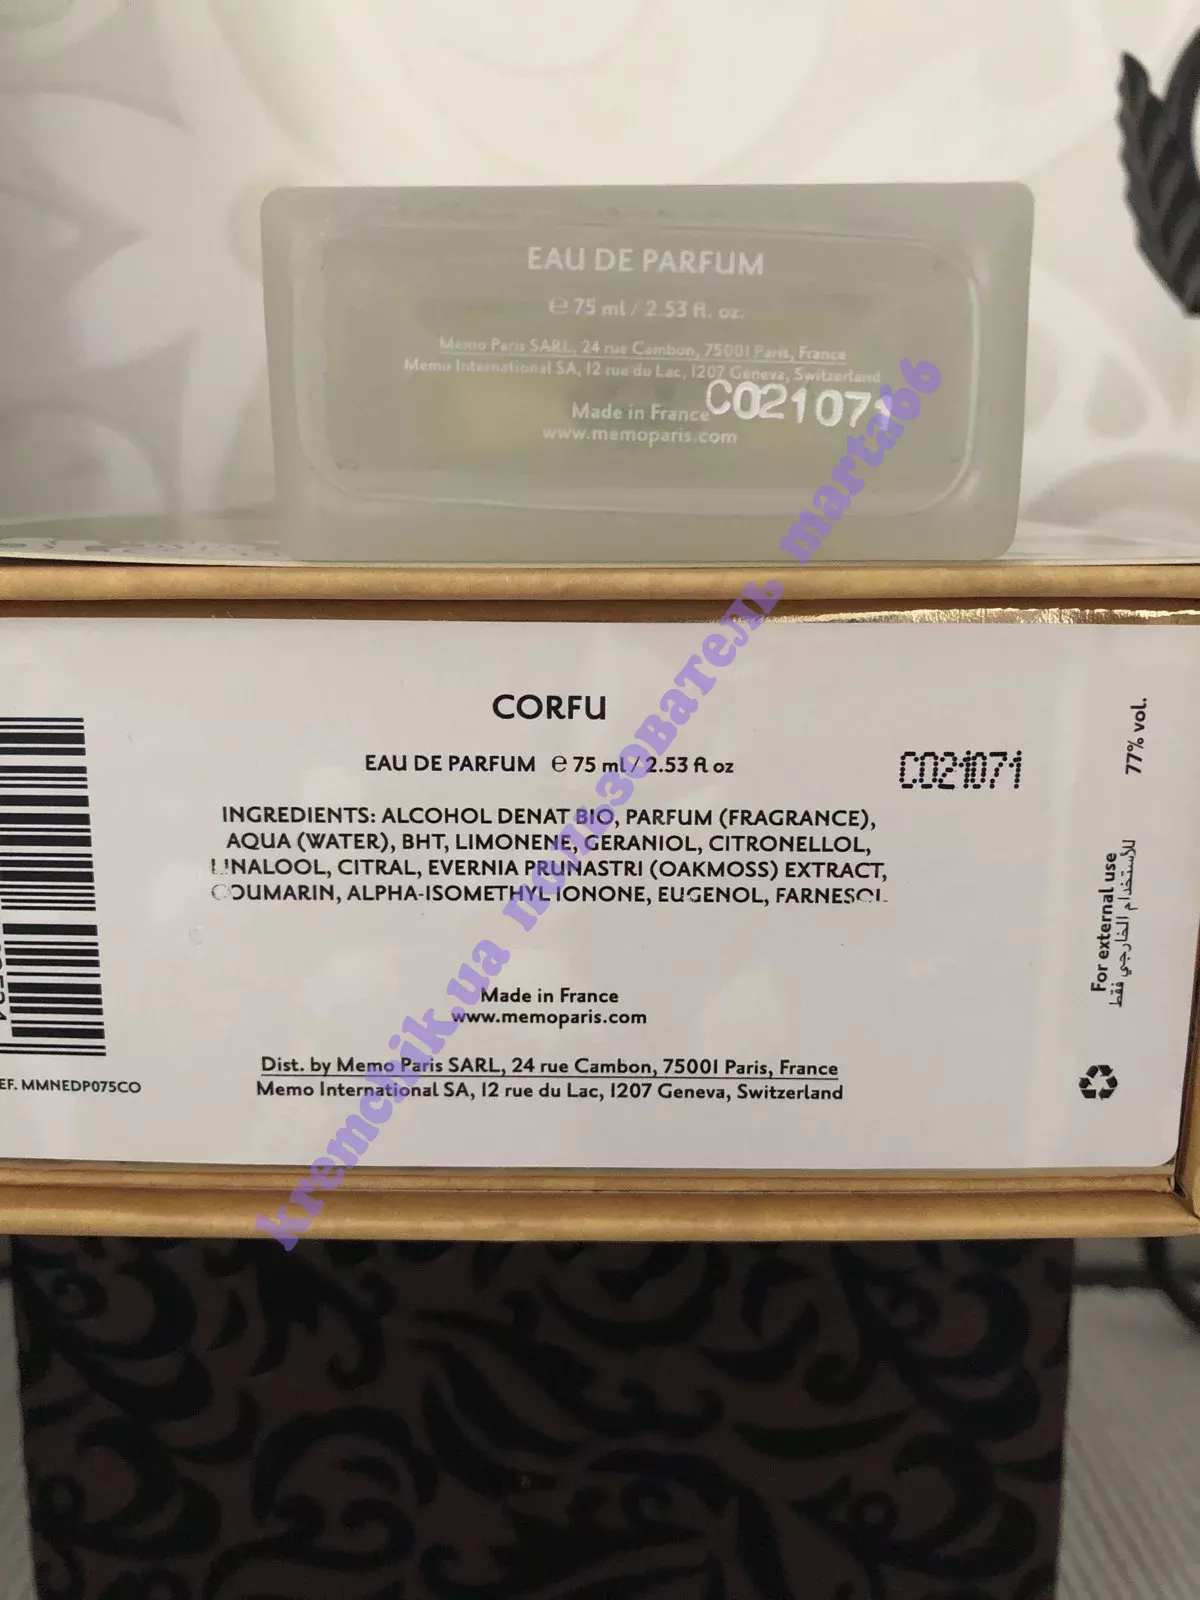 EAU DE PARFUM
℮ 75 ml / 2.53 fl. oz.
Memo Paris SARL, 24 rue Cambon, 75001 Paris, France
Memo International SA, 12 rue du Lac, 1207 Geneva, Switzerland
C021071
Made in France
www.memoparis.com
CORFU
EAU DE PARFUM ℮ 75 ml / 2.53 fl oz
C021071
77% vol.
INGREDIENTS: ALCOHOL DENAT BIO, PARFUM (FRAGRANCE),
AQUA (WATER), BHT, LIMONENE, GERANIOL, CITRONELLOL,
LINALOOL, CITRAL, EVERNIA PRUNASTRI (OAKMOSS) EXTRACT,
COUMARIN, ALPHA-ISOMETHYL IONONE, EUGENOL, FARNESOL
For external use
للأستخدام الخارجي فقط
Made in France
www.memoparis.com
Dist. by Memo Paris SARL, 24 rue Cambon, 75001 Paris, France
Memo International SA, 12 rue du Lac, 1207 Geneva, Switzerland
EF. MMNEDP075CO
kremchik.ua пользователь marta66